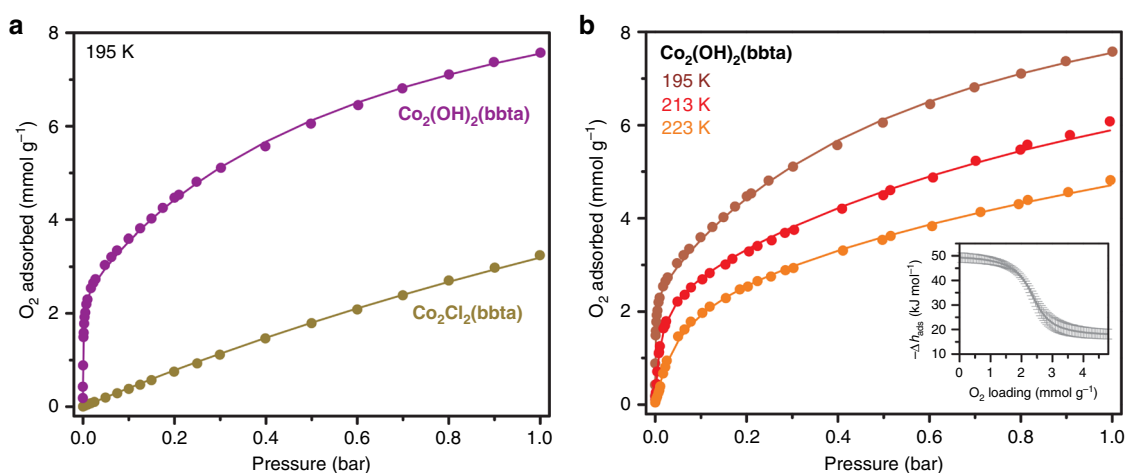 a
195 K
Co₂(OH)₂(bbta)
Co₂Cl₂(bbta)
O₂ adsorbed (mmol g⁻¹)
8
6
4
2
0
0.0 0.2 0.4 0.6 0.8 1.0
Pressure (bar)
b
Co₂(OH)₂(bbta)
195 K
213 K
223 K
O₂ adsorbed (mmol g⁻¹)
8
6
4
2
0
0.0 0.2 0.4 0.6 0.8 1.0
Pressure (bar)
−Δh_ads (kJ mol⁻¹)
50
40
30
20
10
0 1 2 3 4
O₂ loading (mmol g⁻¹)